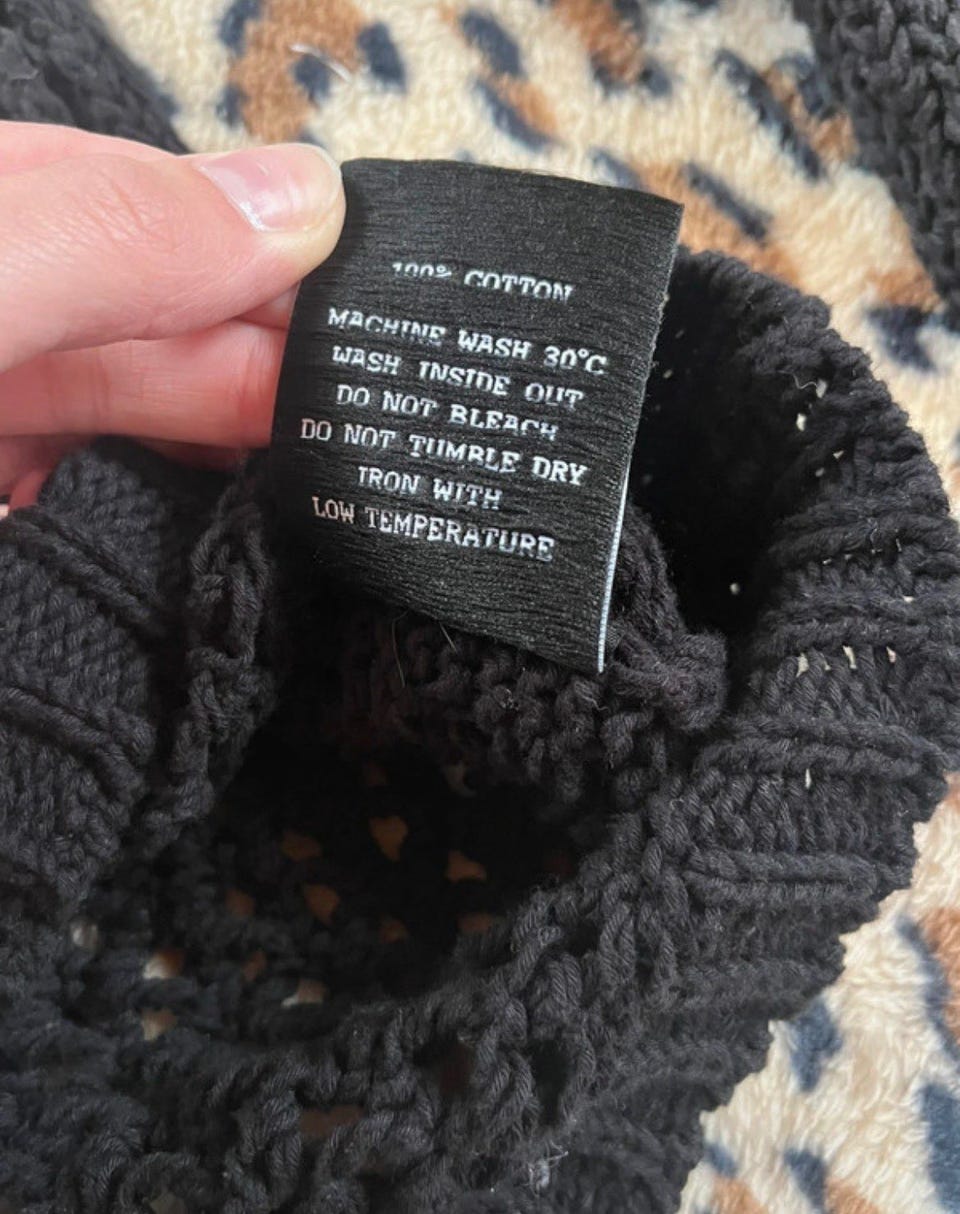 100% COTTON
MACHINE WASH 30°C
WASH INSIDE OUT
DO NOT BLEACH
DO NOT TUMBLE DRY
IRON WITH
LOW TEMPERATURE